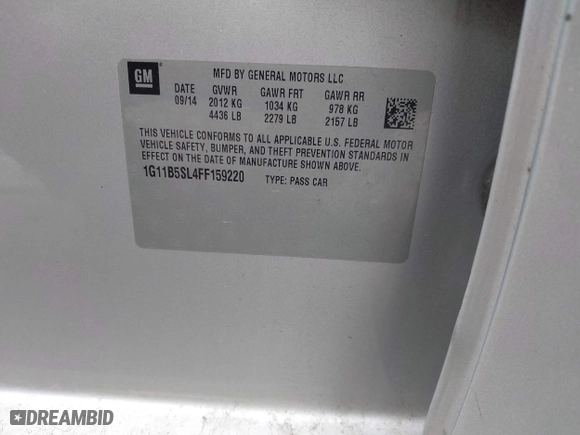 GM
MFD BY GENERAL MOTORS LLC
DATE GVWR GAWR FRT GAWR RR
09/14 2012 KG 1034 KG 978 KG
4436 LB 2279 LB 2157 LB
THIS VEHICLE CONFORMS TO ALL APPLICABLE U.S. FEDERAL MOTOR
VEHICLE SAFETY, BUMPER, AND THEFT PREVENTION STANDARDS IN
EFFECT ON THE DATE OF MANUFACTURE SHOWN ABOVE.
1G11B5SL4FF159220 TYPE: PASS CAR
DREAMBID